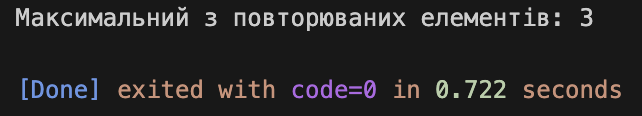 Максимальний з повторюваних елементів: 3
[Done] exited with code=0 in 0.722 seconds